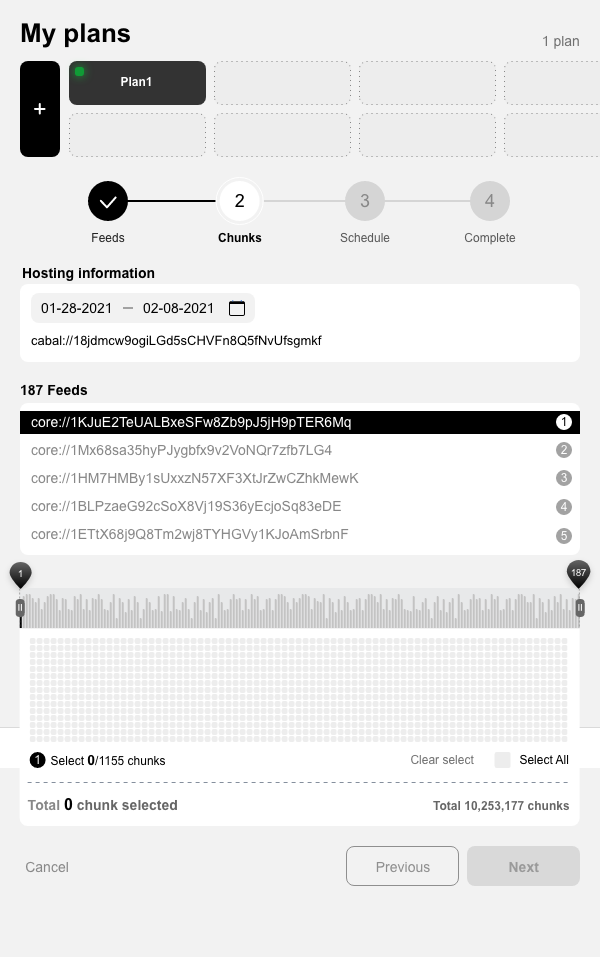 My plans
1 plan
+
Plan1
2
3
4
Feeds
Chunks
Schedule
Complete
Hosting information
01-28-2021 — 02-08-2021
cabal://18jdmcw9ogiLGd5sCHVFn8Q5fNvUfsgmkf
187 Feeds
core://1KJuE2TeUALBxeSFw8Zb9pJ5jH9pTER6Mq 1
core://1Mx68sa35hyPJygbfx9v2VoNQr7zfb7LG4 2
core://1HM7HMBy1sUxxzN57XF3XtJrZwCZhkMewK 3
core://1BLPzaeG92cSoX8Vj19S36yEcjoSq83eDE 4
core://1ETtX68j9Q8Tm2wj8TYHGVy1KJoAmSrbnF 5
1
187
1 Select 0/1155 chunks
Clear select
Select All
Total 0 chunk selected
Total 10,253,177 chunks
Cancel
Previous
Next